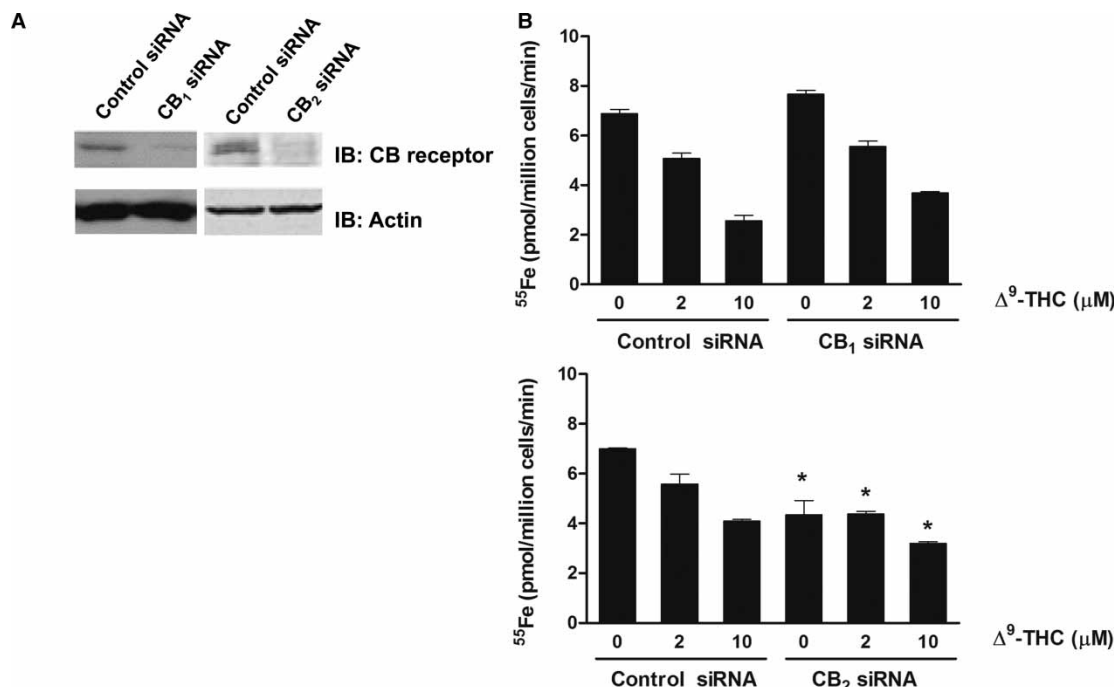 A
Control siRNA
CB₁ siRNA
Control siRNA
CB₂ siRNA
IB: CB receptor
IB: Actin
B
⁵⁵Fe (pmol/million cells/min)
10
8
6
4
2
0
0 2 10 0 2 10 Δ⁹-THC (μM)
Control siRNA CB₁ siRNA
⁵⁵Fe (pmol/million cells/min)
10
8
6
4
2
0
* * *
0 2 10 0 2 10 Δ⁹-THC (μM)
Control siRNA CB₂ siRNA